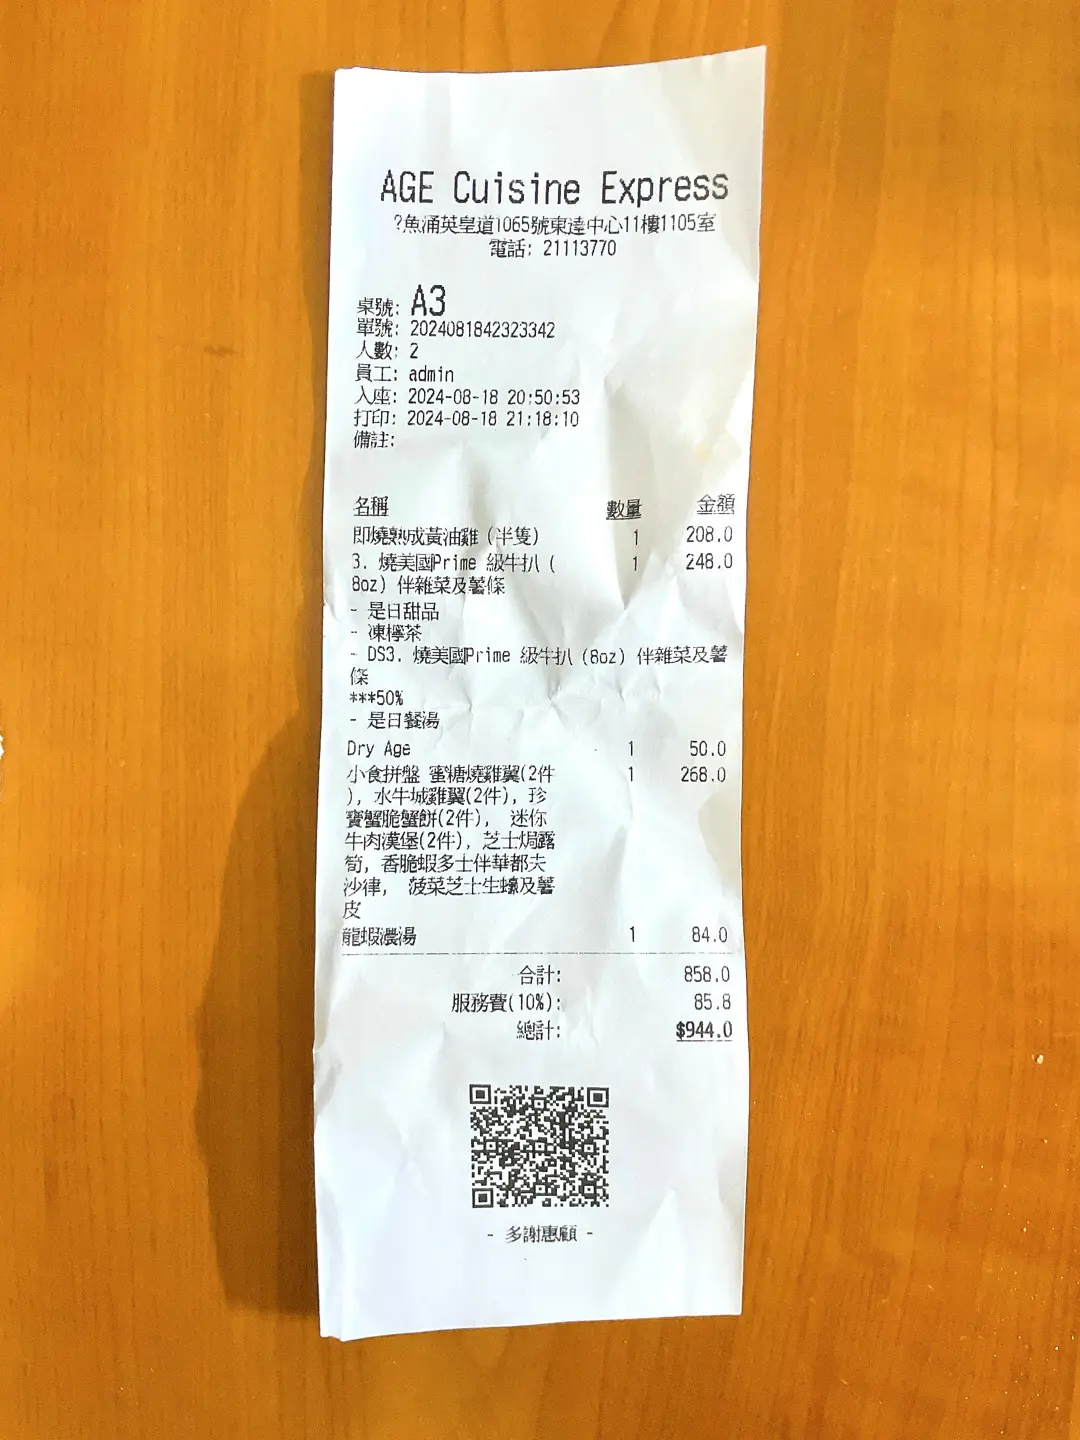 AGE Cuisine Express
?魚涌英皇道1065號東達中心11樓1105室
電話: 21113770
桌號: A3
單號: 2024081842323342
人數: 2
員工: admin
入座: 2024-08-18 20:50:53
打印: 2024-08-18 21:18:10
備註:
名稱 數量 金額
即燒熟成黃油雞 (半隻) 1 208.0
3. 燒美國Prime 級牛扒 ( 1 248.0
8oz) 伴雜菜及薯條
- 是日甜品
- 凍檸茶
- DS3. 燒美國Prime 級牛扒 (8oz) 伴雜菜及薯
條
***50%
- 是日餐湯
Dry Age 1 50.0
小食拼盤 蜜糖燒雞翼(2件 1 268.0
), 水牛城雞翼(2件), 珍
寶蟹脆蟹餅(2件), 迷你
牛肉漢堡(2件), 芝士焗露
筍, 香脆蝦多士伴華都夫
沙律, 菠菜芝士生蠔及薯
皮
龍蝦濃湯 1 84.0
合計: 858.0
服務費(10%): 85.8
總計: $944.0
- 多謝惠顧 -